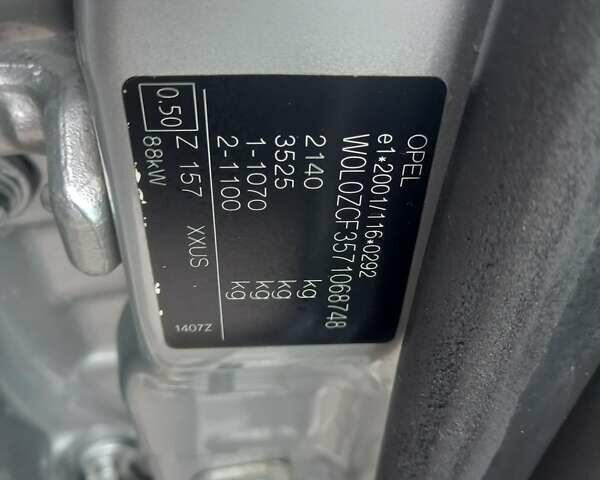 OPEL
e1*2001/116*0292
W0L0ZCF3571068748
2140 kg
3525 kg
1-1070 kg
2-1100 kg
Z 157 XXUS
0.50 88kW
1407Z